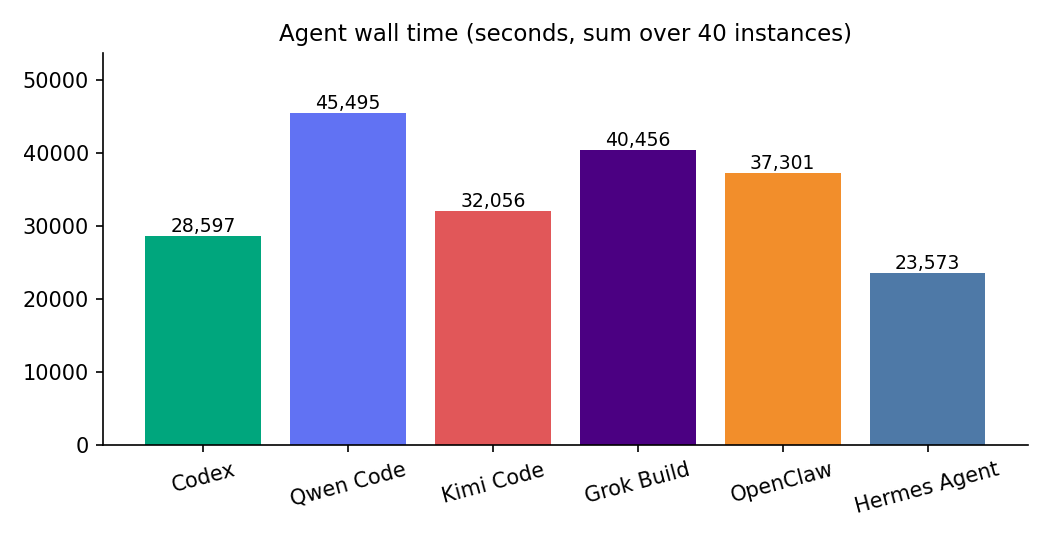 Agent wall time (seconds, sum over 40 instances)
50000
40000
30000
20000
10000
0
28,597
45,495
32,056
40,456
37,301
23,573
Codex
Qwen Code
Kimi Code
Grok Build
OpenClaw
Hermes Agent